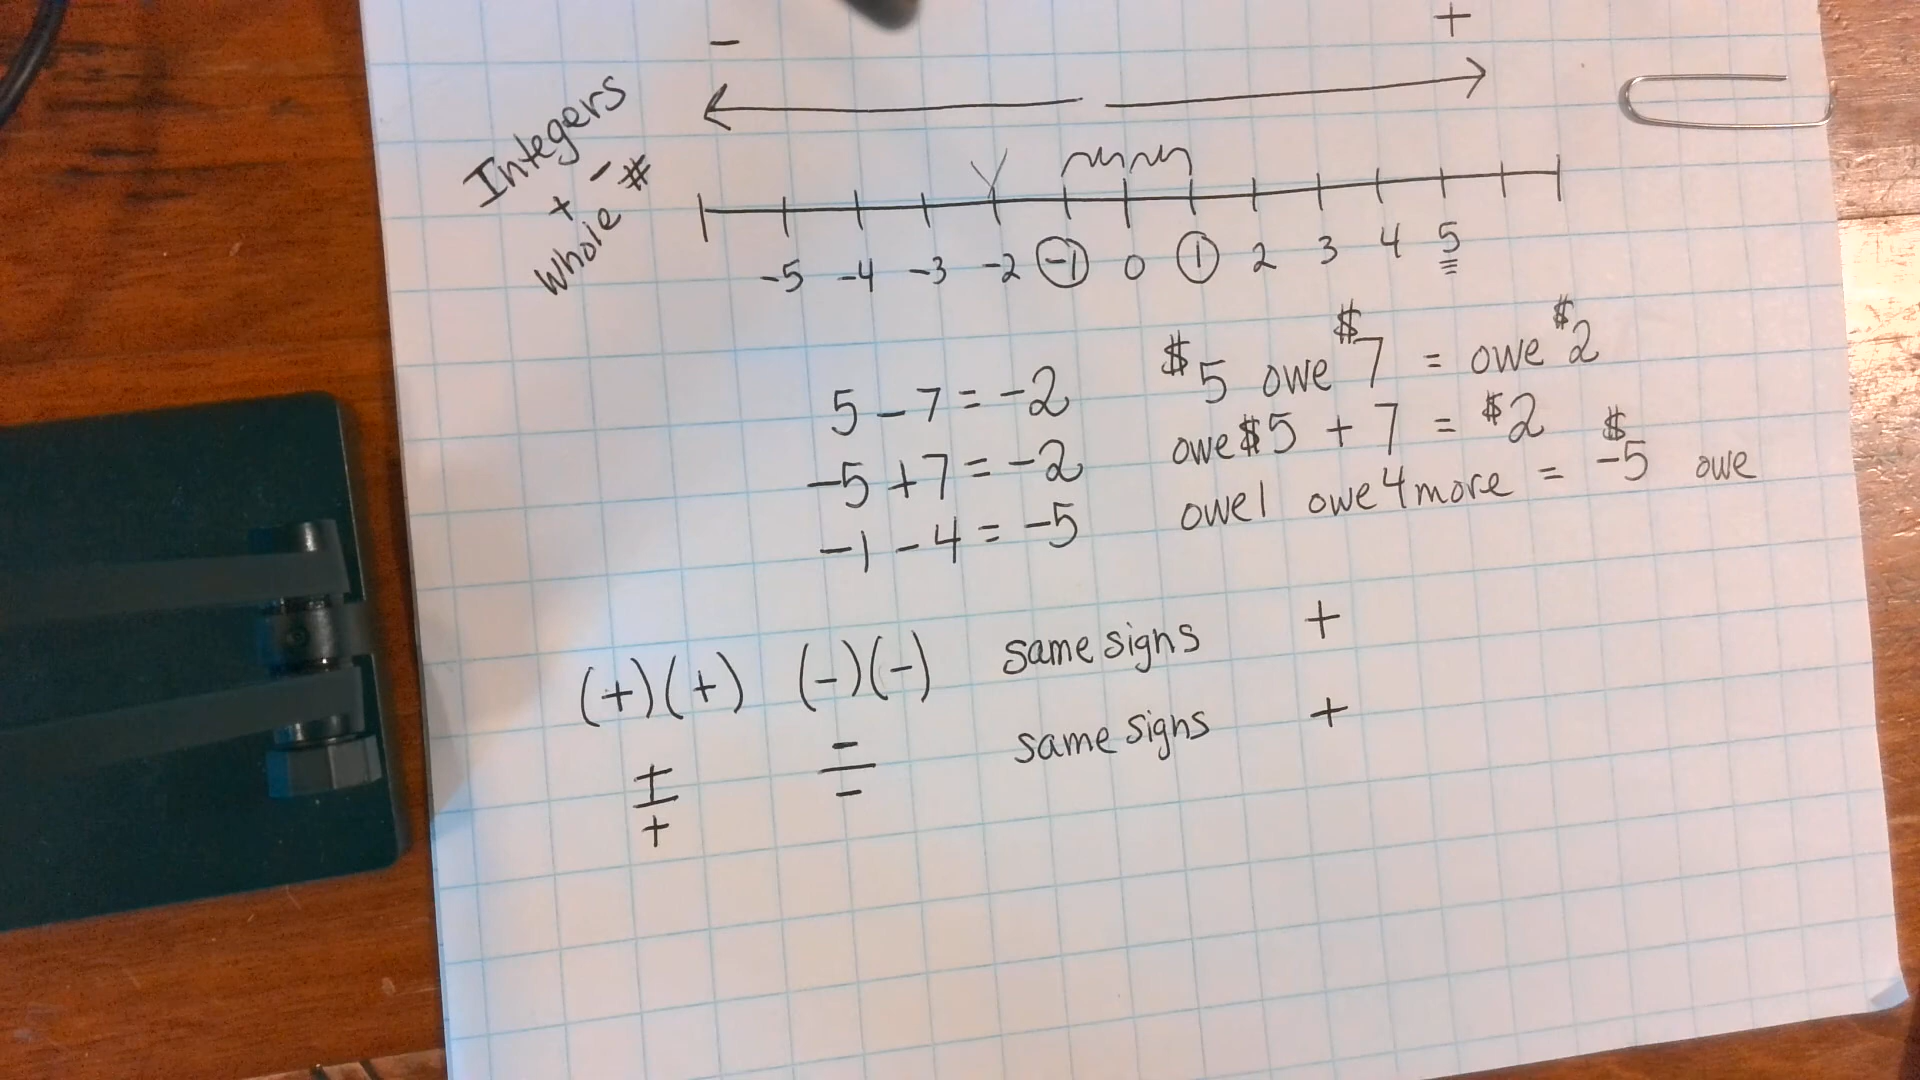 - +
Integers
+ -
Whole #
-5 -4 -3 -2 -1 0 1 2 3 4 5
5 - 7 = -2 $5 owe $7 = owe $2
-5 + 7 = -2 owe $5 + 7 = $2
-1 - 4 = -5 owe 1 owe 4 more = $-5 owe
(+)(+) (-)(-) same signs +
+/+ -/- same signs +